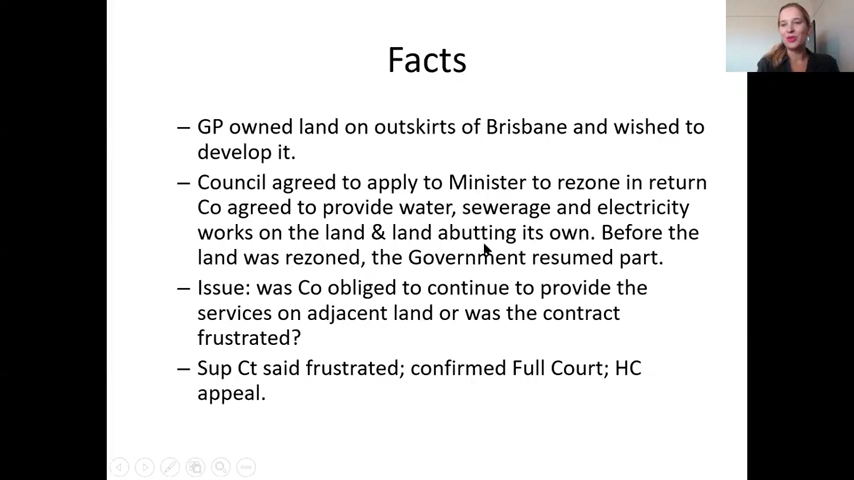 Facts
– GP owned land on outskirts of Brisbane and wished to
develop it.
– Council agreed to apply to Minister to rezone in return
Co agreed to provide water, sewerage and electricity
works on the land & land abutting its own. Before the
land was rezoned, the Government resumed part.
– Issue: was Co obliged to continue to provide the
services on adjacent land or was the contract
frustrated?
– Sup Ct said frustrated; confirmed Full Court; HC
appeal.